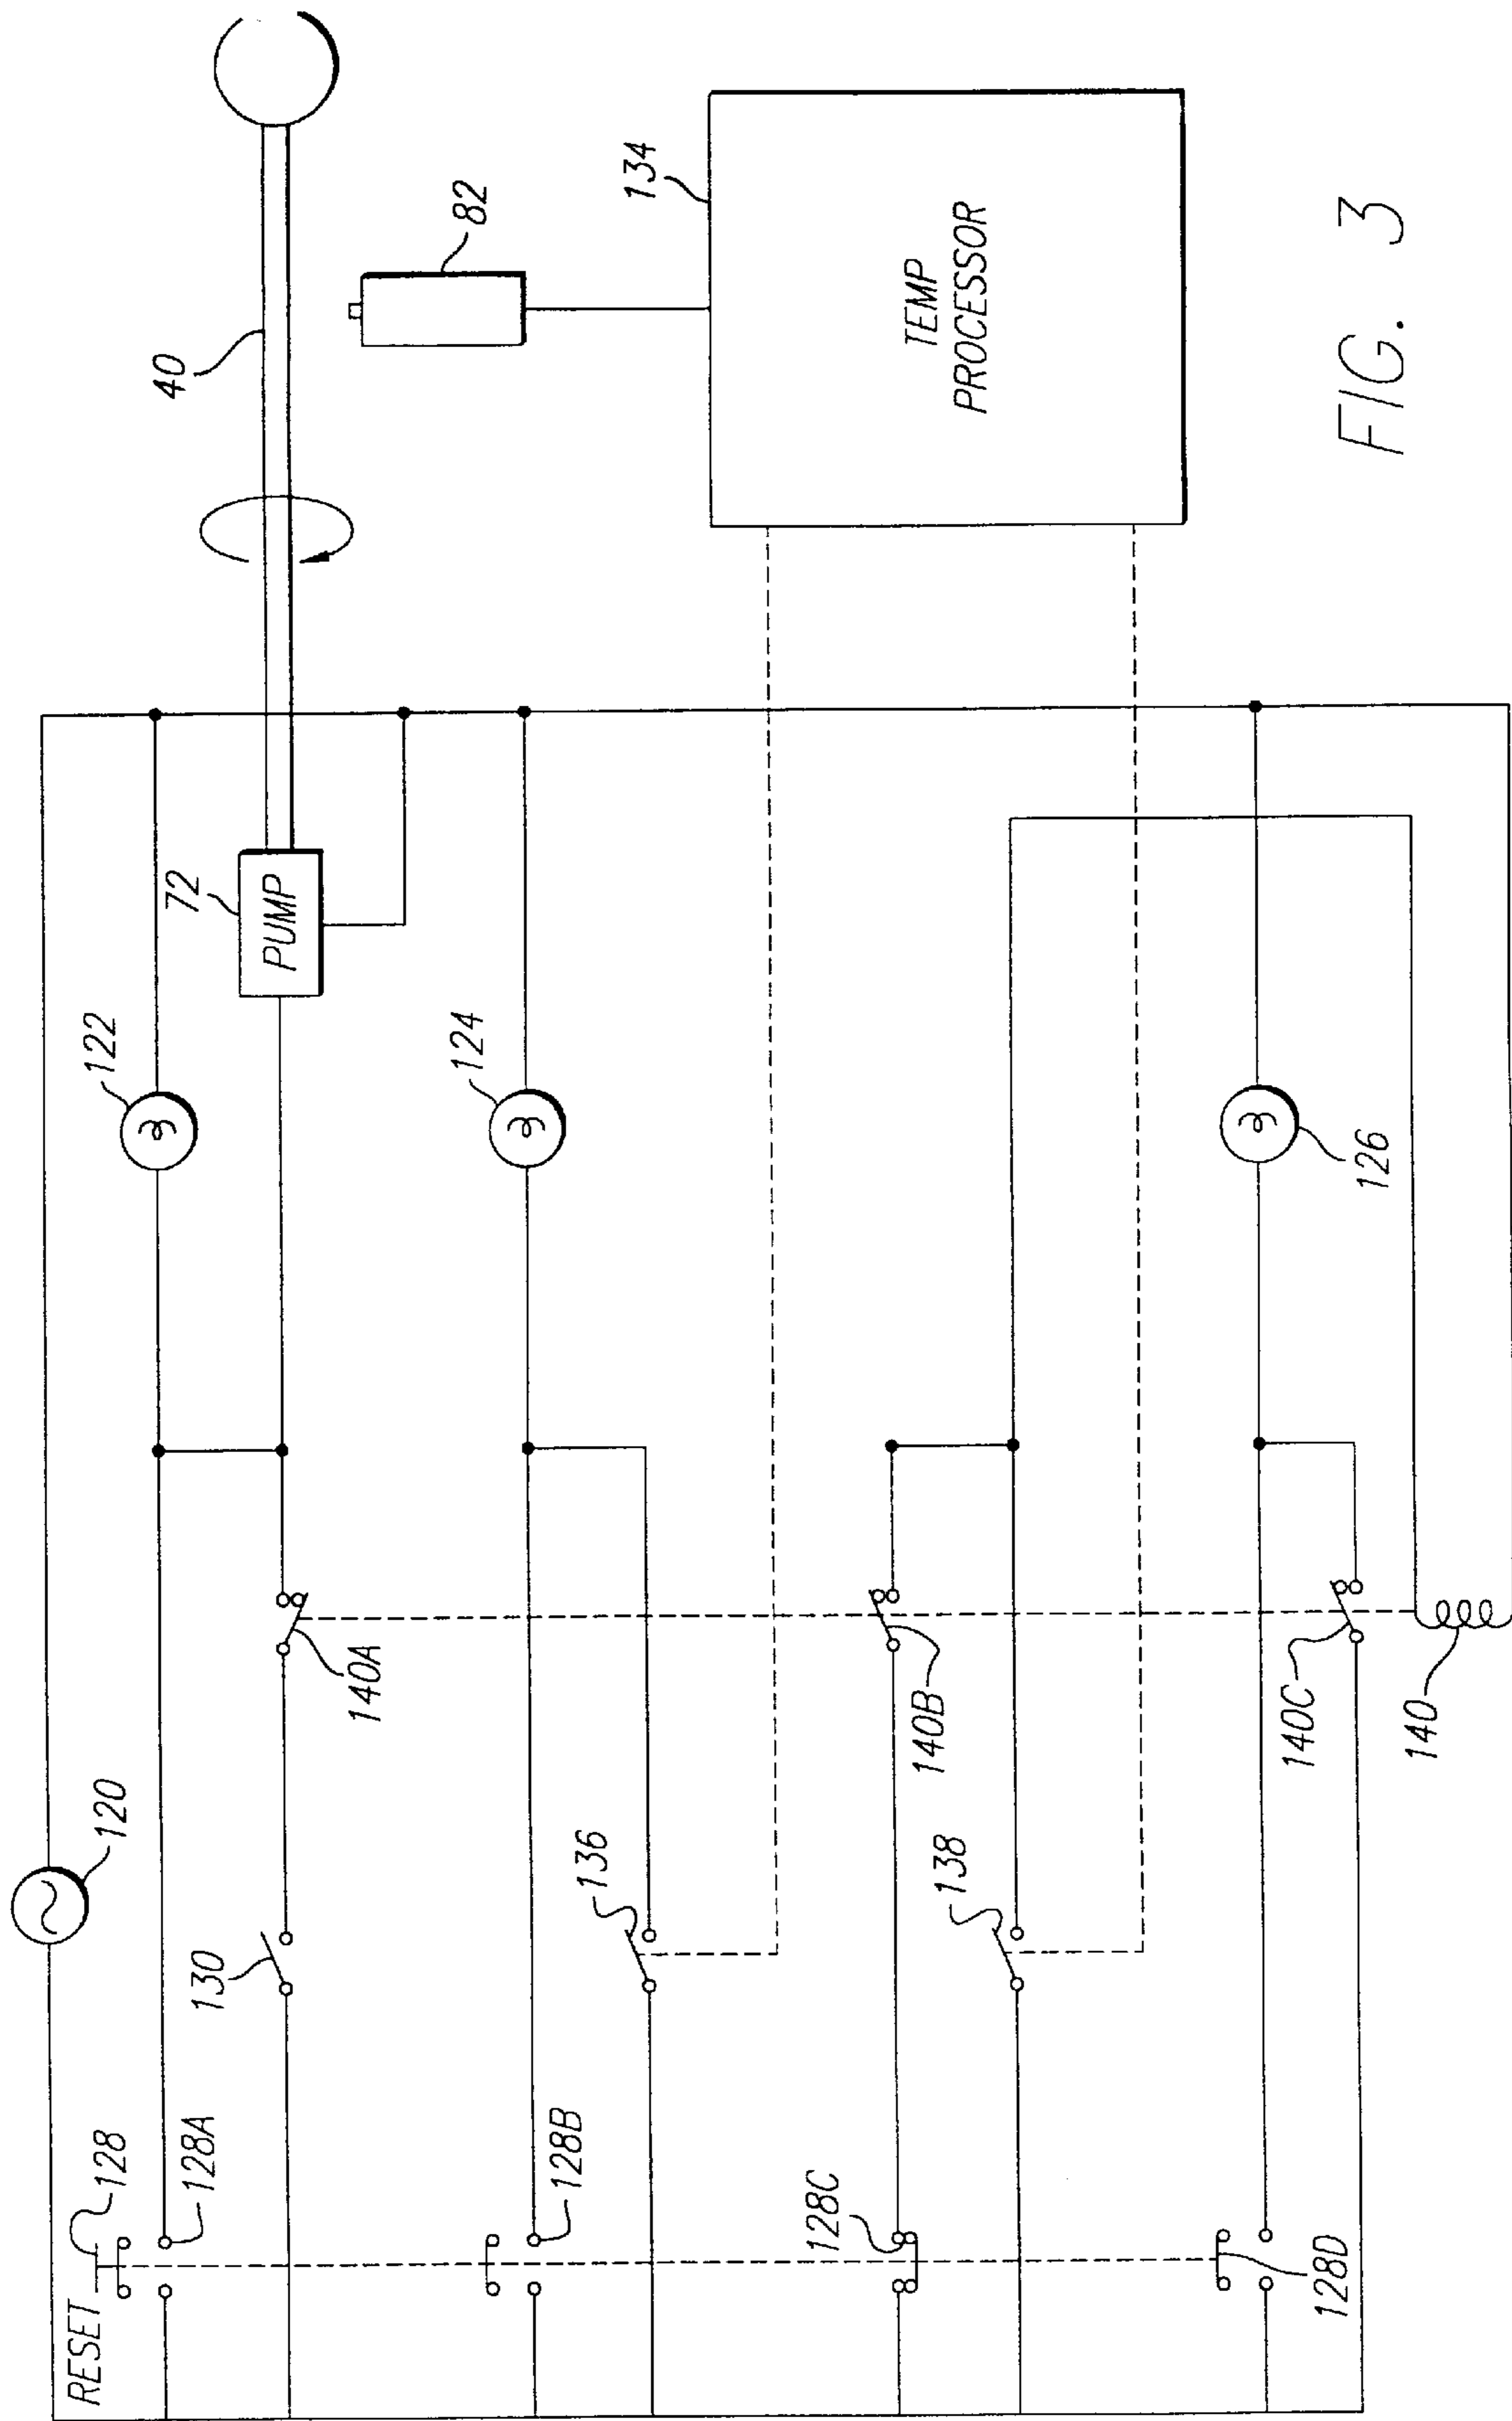 RESET
128
128A
130
120
140A
122
72
PUMP
40
82
134
TEMP
PROCESSOR
128B
136
124
128C
138
140B
128D
140C
140
126
FIG. 3